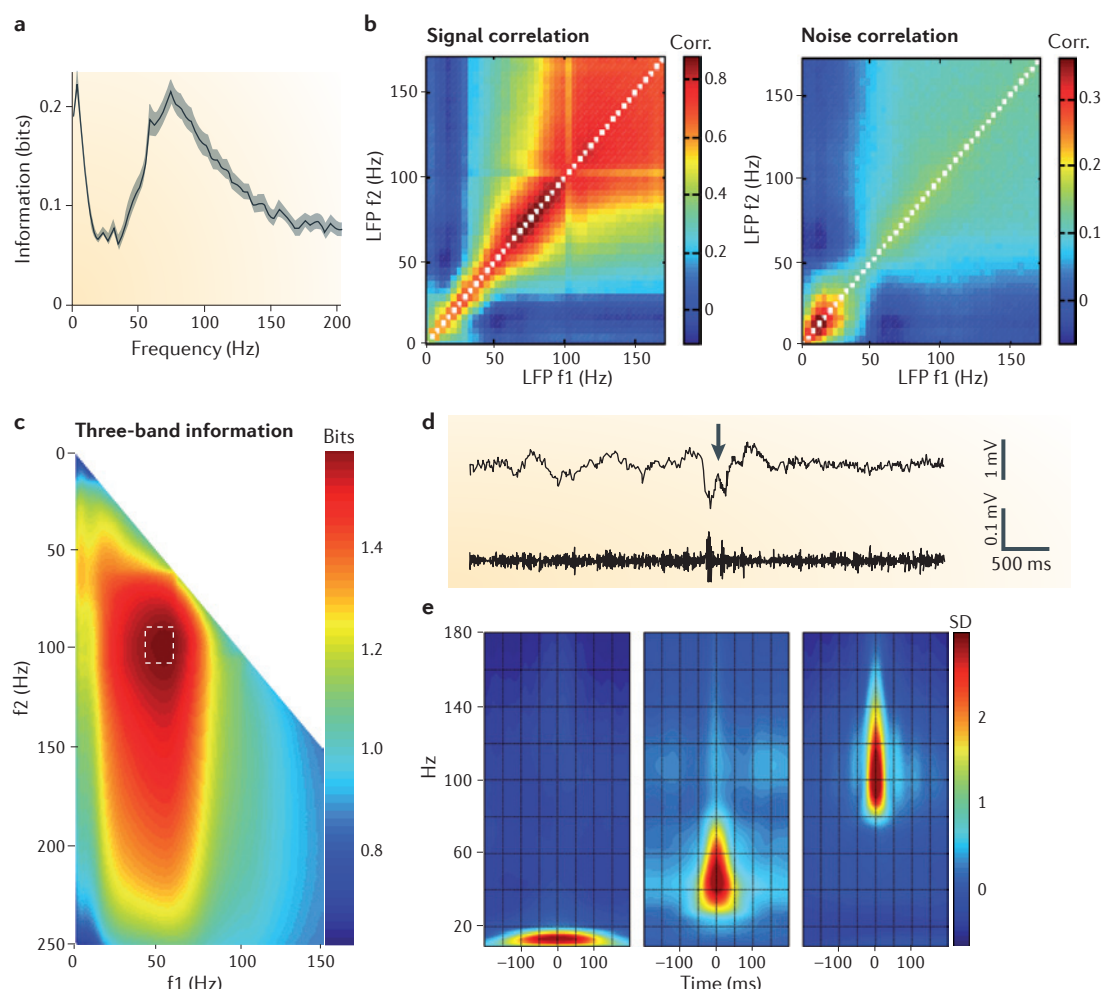 a
Information (bits)
0.2
0.1
0
0 50 100 150 200
Frequency (Hz)
b
Signal correlation
Corr.
LFP f2 (Hz)
150
100
50
0
0 50 100 150
LFP f1 (Hz)
0.8
0.6
0.4
0.2
0
Noise correlation
Corr.
LFP f2 (Hz)
150
100
50
0
0 50 100 150
LFP f1 (Hz)
0.3
0.2
0.1
0
c
Three-band information
Bits
f2 (Hz)
0
50
100
150
200
250
0 50 100 150
f1 (Hz)
1.4
1.2
1.0
0.8
d
1 mV
0.1 mV
500 ms
e
SD
Hz
180
140
100
60
20
−100 0 100
−100 0 100
−100 0 100
Time (ms)
2
1
0